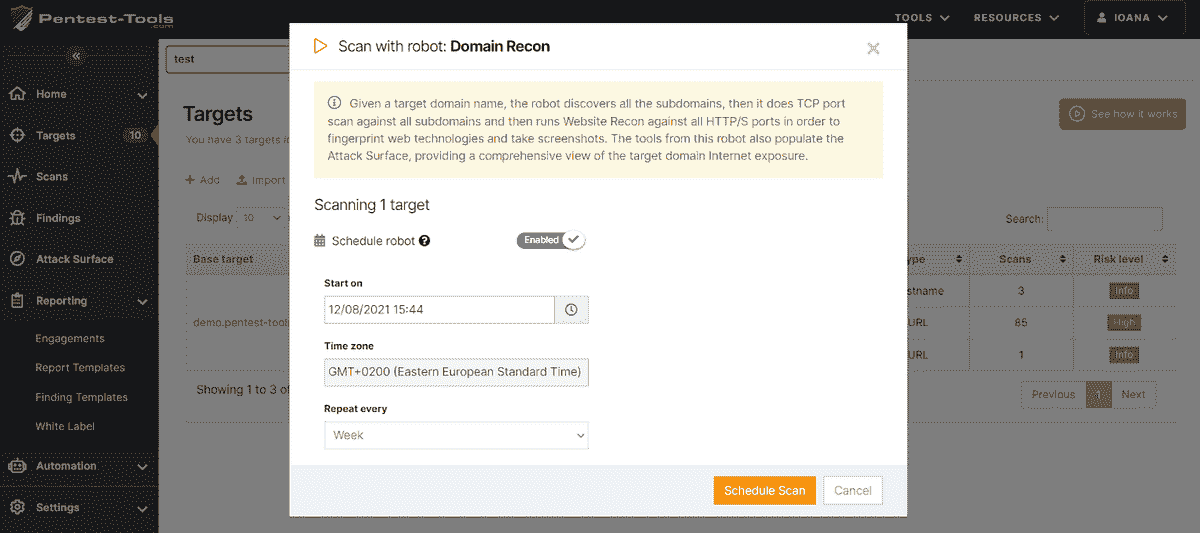 Pentest-Tools
.com
TOOLS
RESOURCES
IOANA
test
Home
Targets
10
Scans
Findings
Attack Surface
Reporting
Engagements
Report Templates
Finding Templates
White Label
Automation
Settings
Targets
You have 3 targets i
See how it works
Add
Import
Display 10
Search:
Base target
Scans
Risk level
stname
3
Info
demo.pentest-tool
URL
85
High
URL
1
Info
Showing 1 to 3 of
Previous
1
Next
Scan with robot: Domain Recon
Given a target domain name, the robot discovers all the subdomains, then it does TCP port
scan against all subdomains and then runs Website Recon against all HTTP/S ports in order to
fingerprint web technologies and take screenshots. The tools from this robot also populate the
Attack Surface, providing a comprehensive view of the target domain Internet exposure.
Scanning 1 target
Schedule robot
Enabled
Start on
12/08/2021 15:44
Time zone
GMT+0200 (Eastern European Standard Time)
Repeat every
Week
Schedule Scan
Cancel